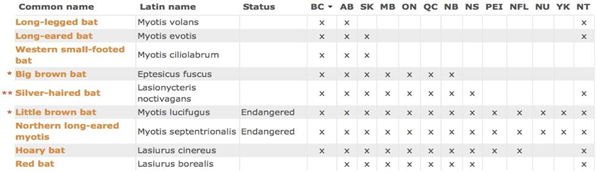 Common name Latin name Status BC AB SK MB ON QC NB NS PEI NFL NU YK NT
Long-legged bat Myotis volans x x x
Long-eared bat Myotis evotis x x x x
Western small-footed
bat Myotis ciliolabrum x x x
* Big brown bat Eptesicus fuscus x x x x x x x
** Silver-haired bat Lasionycteris
noctivagans x x x x x x x x x
* Little brown bat Myotis lucifugus Endangered x x x x x x x x x x x x x
Northern long-eared
myotis Myotis septentrionalis Endangered x x x x x x x x x x x x x
Hoary bat Lasiurus cinereus x x x x x x x x x x x
Red bat Lasiurus borealis x x x x x x x x